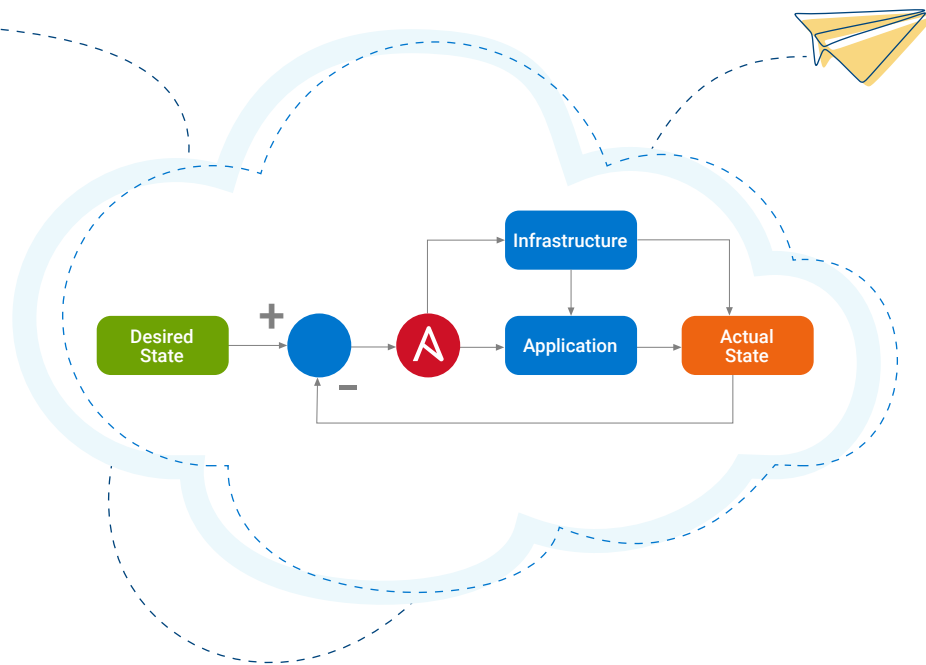 Infrastructure
+
Desired
State
Application
Actual
State
−